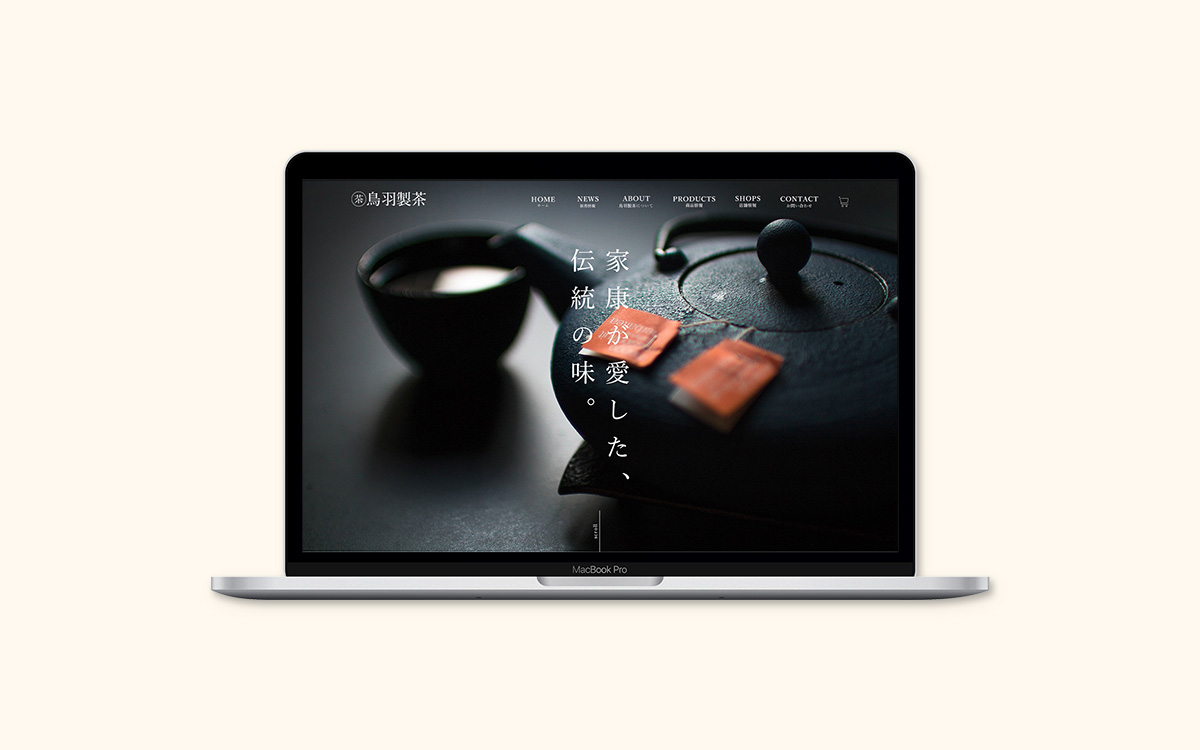 茶 鳥羽製茶
HOME
ホーム
NEWS
新着情報
ABOUT
鳥羽製茶について
PRODUCTS
商品情報
SHOPS
店舗情報
CONTACT
お問い合わせ
家康が愛した、
伝統の味。
scroll
MacBook Pro